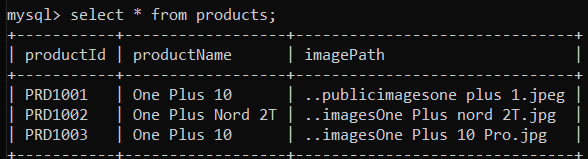 mysql> select * from products;
+-----------+------------------+------------------------------+
| productId | productName      | imagePath                    |
+-----------+------------------+------------------------------+
| PRD1001   | One Plus 10      | ..publicimagesone plus 1.jpeg |
| PRD1002   | One Plus Nord 2T | ..imagesOne Plus nord 2T.jpg |
| PRD1003   | One Plus 10      | ..imagesOne Plus 10 Pro.jpg  |
+-----------+------------------+------------------------------+